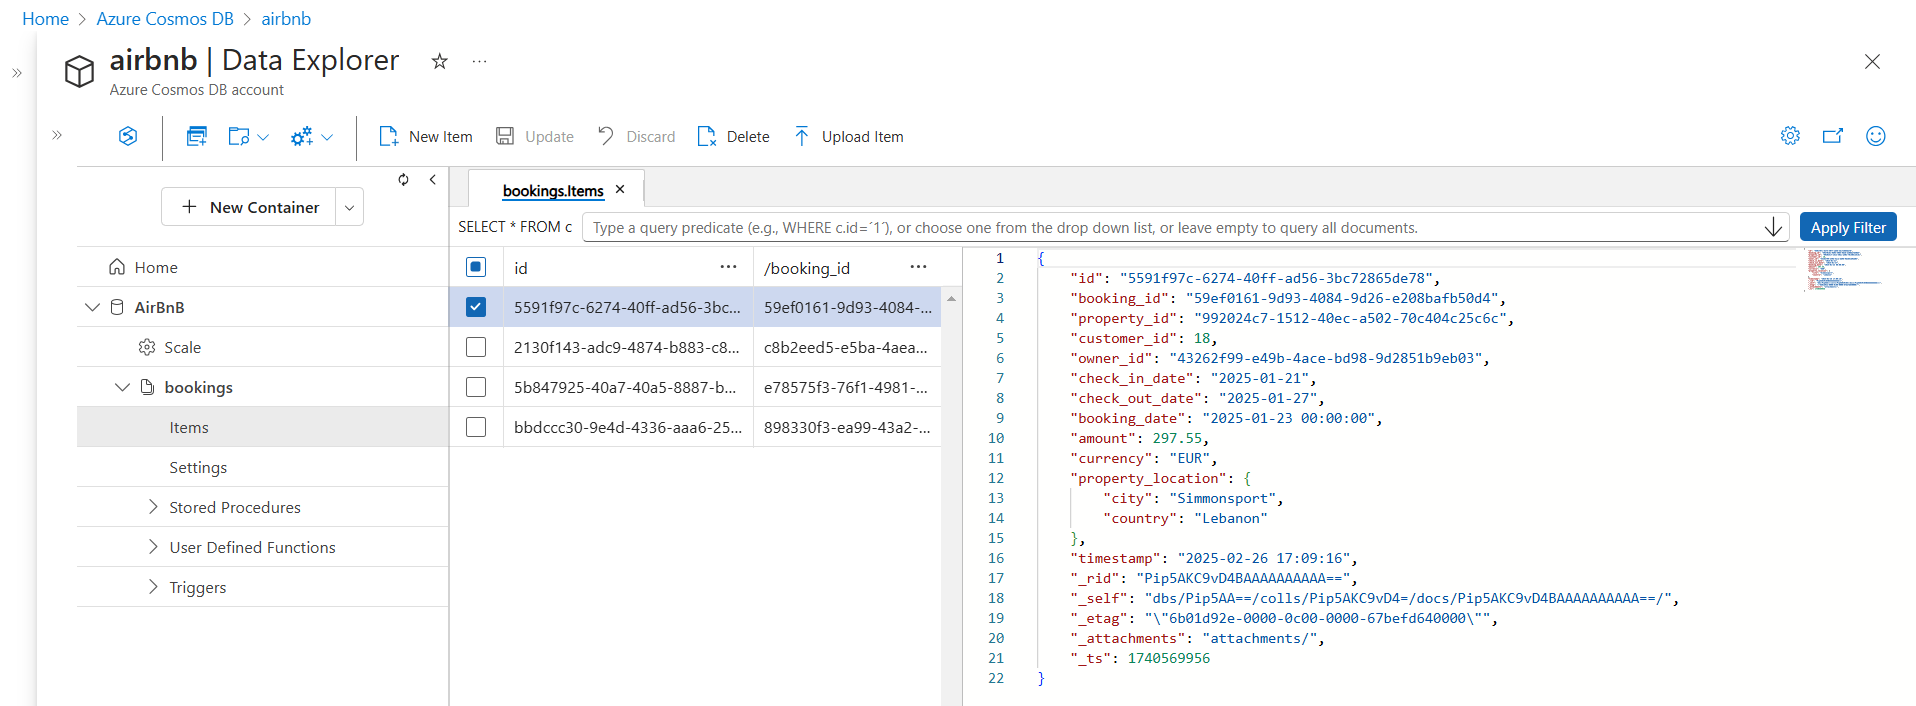 Home > Azure Cosmos DB > airbnb
airbnb | Data Explorer
Azure Cosmos DB account
New Item Update Discard Delete Upload Item
New Container
Home
AirBnB
Scale
bookings
Items
Settings
Stored Procedures
User Defined Functions
Triggers
bookings.Items
SELECT * FROM c Type a query predicate (e.g., WHERE c.id=´1´), or choose one from the drop down list, or leave empty to query all documents. Apply Filter
id ... /booking_id ...
5591f97c-6274-40ff-ad56-3bc... 59ef0161-9d93-4084-...
2130f143-adc9-4874-b883-c8... c8b2eed5-e5ba-4aea...
5b847925-40a7-40a5-8887-b... e78575f3-76f1-4981-...
bbdccc30-9e4d-4336-aaa6-25... 898330f3-ea99-43a2-...
1 {
2 "id": "5591f97c-6274-40ff-ad56-3bc72865de78",
3 "booking_id": "59ef0161-9d93-4084-9d26-e208bafb50d4",
4 "property_id": "992024c7-1512-40ec-a502-70c404c25c6c",
5 "customer_id": 18,
6 "owner_id": "43262f99-e49b-4ace-bd98-9d2851b9eb03",
7 "check_in_date": "2025-01-21",
8 "check_out_date": "2025-01-27",
9 "booking_date": "2025-01-23 00:00:00",
10 "amount": 297.55,
11 "currency": "EUR",
12 "property_location": {
13 "city": "Simmonsport",
14 "country": "Lebanon"
15 },
16 "timestamp": "2025-02-26 17:09:16",
17 "_rid": "Pip5AKC9vD4BAAAAAAAAAA==",
18 "_self": "dbs/Pip5AA==/colls/Pip5AKC9vD4=/docs/Pip5AKC9vD4BAAAAAAAAAA==/",
19 "_etag": "\"6b01d92e-0000-0c00-0000-67befd640000\"",
20 "_attachments": "attachments/",
21 "_ts": 1740569956
22 }